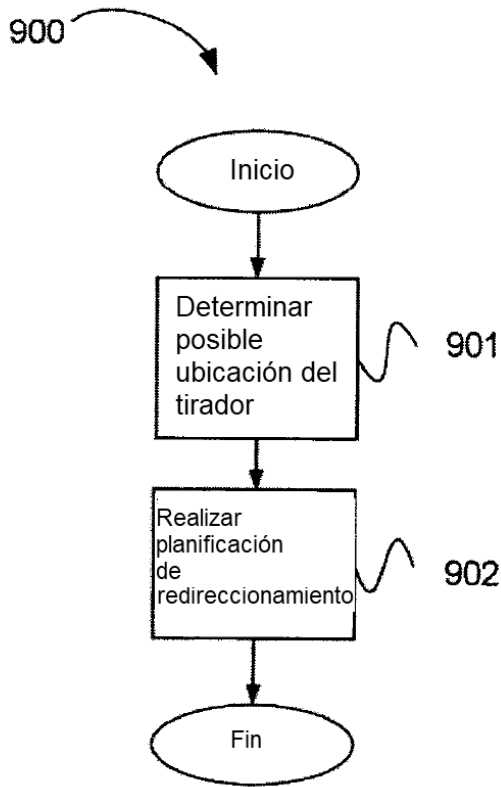 900
Inicio
Determinar
posible
ubicación del
tirador
901
Realizar
planificación
de
redireccionamiento
902
Fin